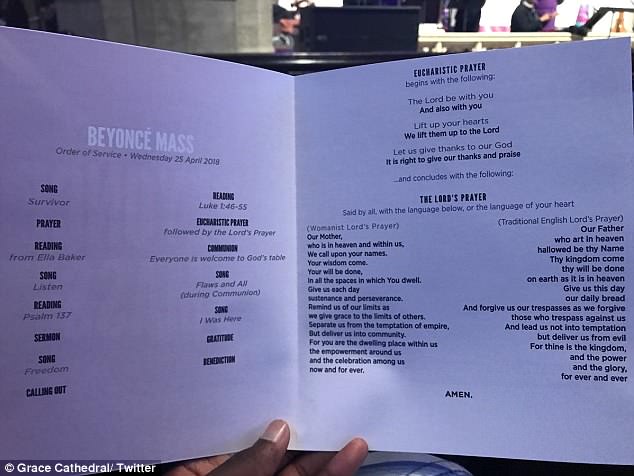 BEYONCÉ MASS
Order of Service • Wednesday 25 April 2018
SONG
Survivor
PRAYER
READING
from Ella Baker
SONG
Listen
READING
Psalm 137
SERMON
SONG
Freedom
CALLING OUT
READING
Luke 1:46-55
EUCHARISTIC PRAYER
followed by the Lord's Prayer
COMMUNION
Everyone is welcome to God's table
SONG
Flaws and All
(during Communion)
SONG
I Was Here
GRATITUDE
BENEDICTION
EUCHARISTIC PRAYER
begins with the following:
The Lord be with you
And also with you
Lift up your hearts
We lift them up to the Lord
Let us give thanks to our God
It is right to give our thanks and praise
...and concludes with the following:
THE LORD'S PRAYER
Said by all, with the language below, or the language of your heart
(Womanist Lord's Prayer)
Our Mother,
who is in heaven and within us,
We call upon your names.
Your wisdom come.
Your will be done,
In all the spaces in which You dwell.
Give us each day
sustenance and perseverance.
Remind us of our limits as
we give grace to the limits of others.
Separate us from the temptation of empire,
But deliver us into community.
For you are the dwelling place within us
the empowerment around us
and the celebration among us
now and for ever.
(Traditional English Lord's Prayer)
Our Father
who art in heaven
hallowed be thy Name
Thy kingdom come
thy will be done
on earth as it is in heaven
Give us this day
our daily bread
And forgive us our trespasses as we forgive
those who trespass against us
And lead us not into temptation
but deliver us from evil
For thine is the kingdom,
and the power
and the glory,
for ever and ever
AMEN.
© Grace Cathedral/ Twitter